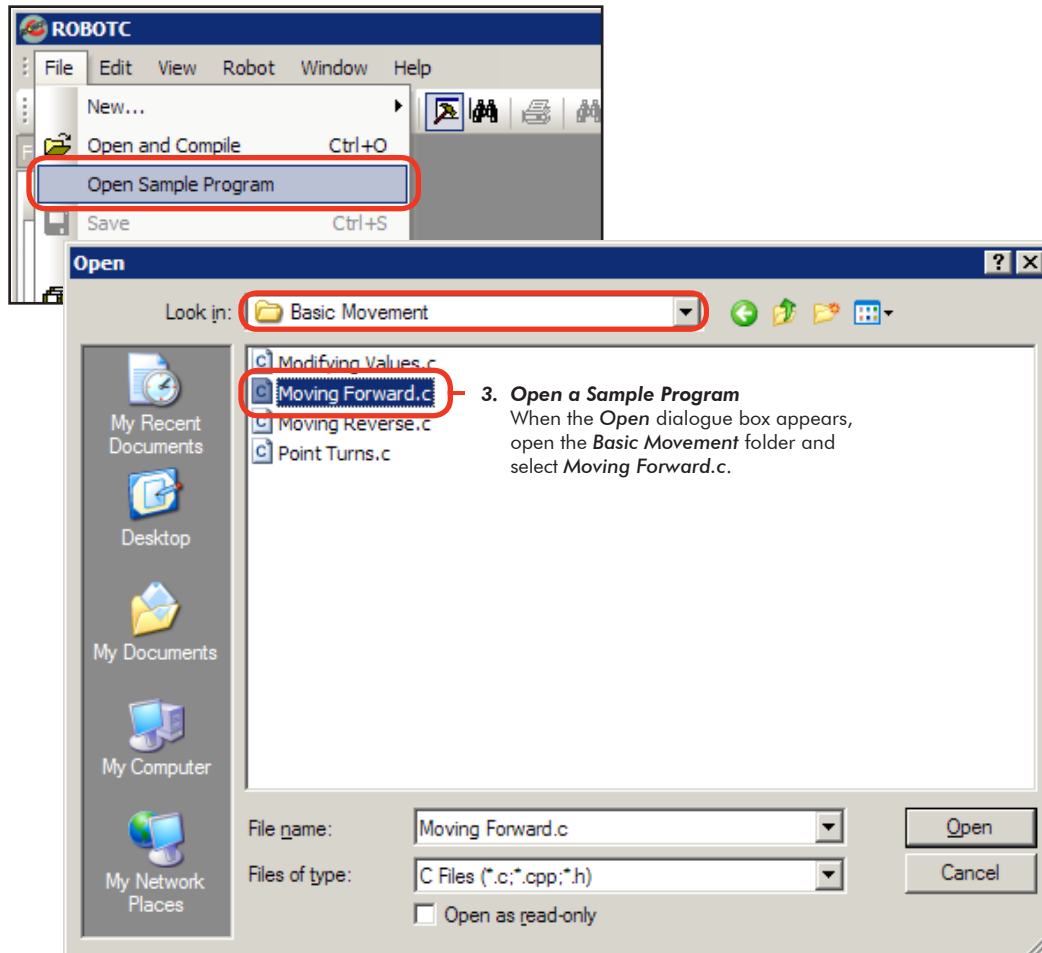 ROBOTC
File Edit View Robot Window Help
New...
Open and Compile Ctrl+O
Open Sample Program
Save Ctrl+S
Open
Look in: Basic Movement
Modifying Values.c
Moving Forward.c
Moving Reverse.c
Point Turns.c
3. Open a Sample Program
When the Open dialogue box appears,
open the Basic Movement folder and
select Moving Forward.c.
My Recent
Documents
Desktop
My Documents
My Computer
My Network
Places
File name: Moving Forward.c
Open
Files of type: C Files (*.c;*.cpp;*.h)
Cancel
Open as read-only